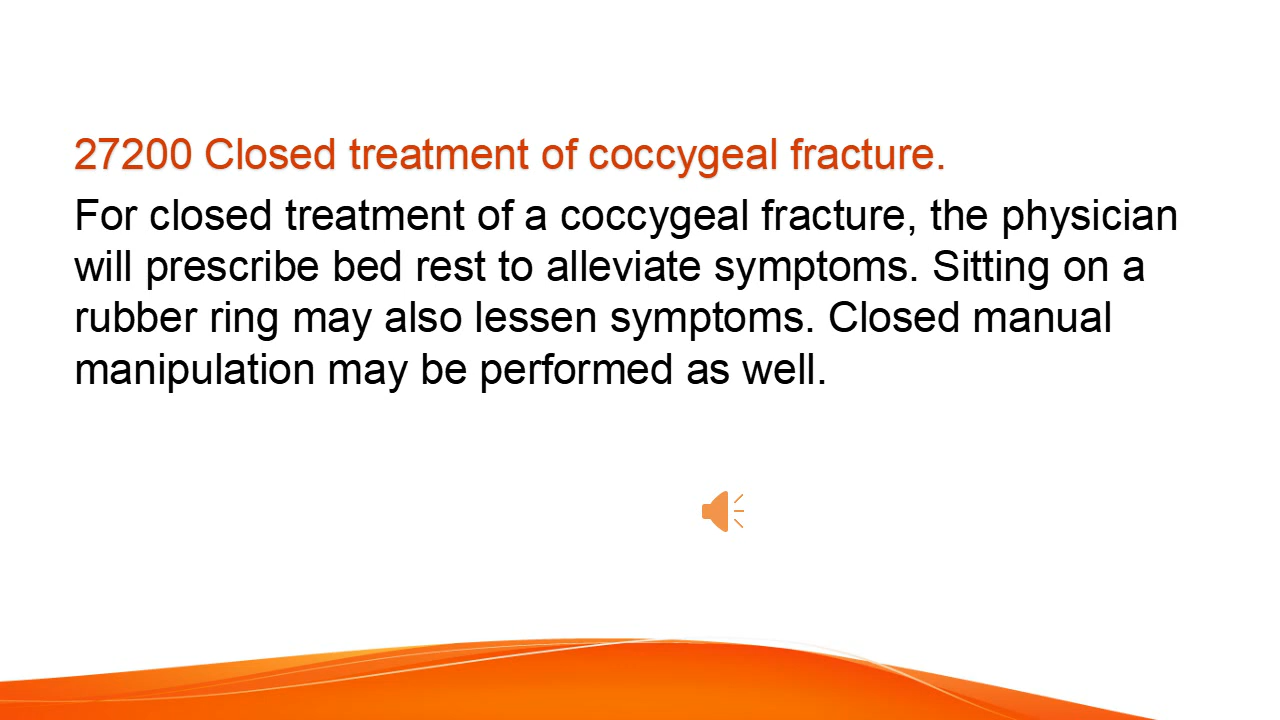 27200 Closed treatment of coccygeal fracture.
For closed treatment of a coccygeal fracture, the physician
will prescribe bed rest to alleviate symptoms. Sitting on a
rubber ring may also lessen symptoms. Closed manual
manipulation may be performed as well.